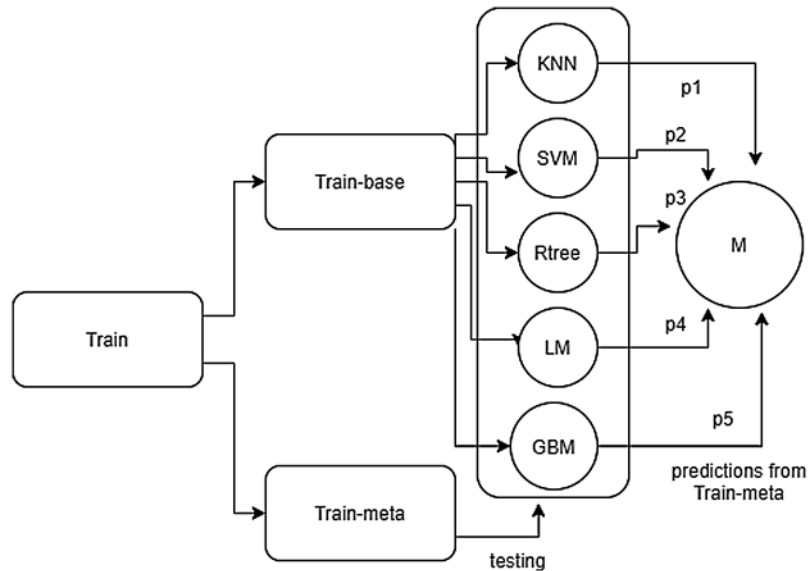 KNN
p1
SVM
p2
Train-base
p3
Rtree
M
Train
LM
p4
GBM
p5
predictions from
Train-meta
Train-meta
testing